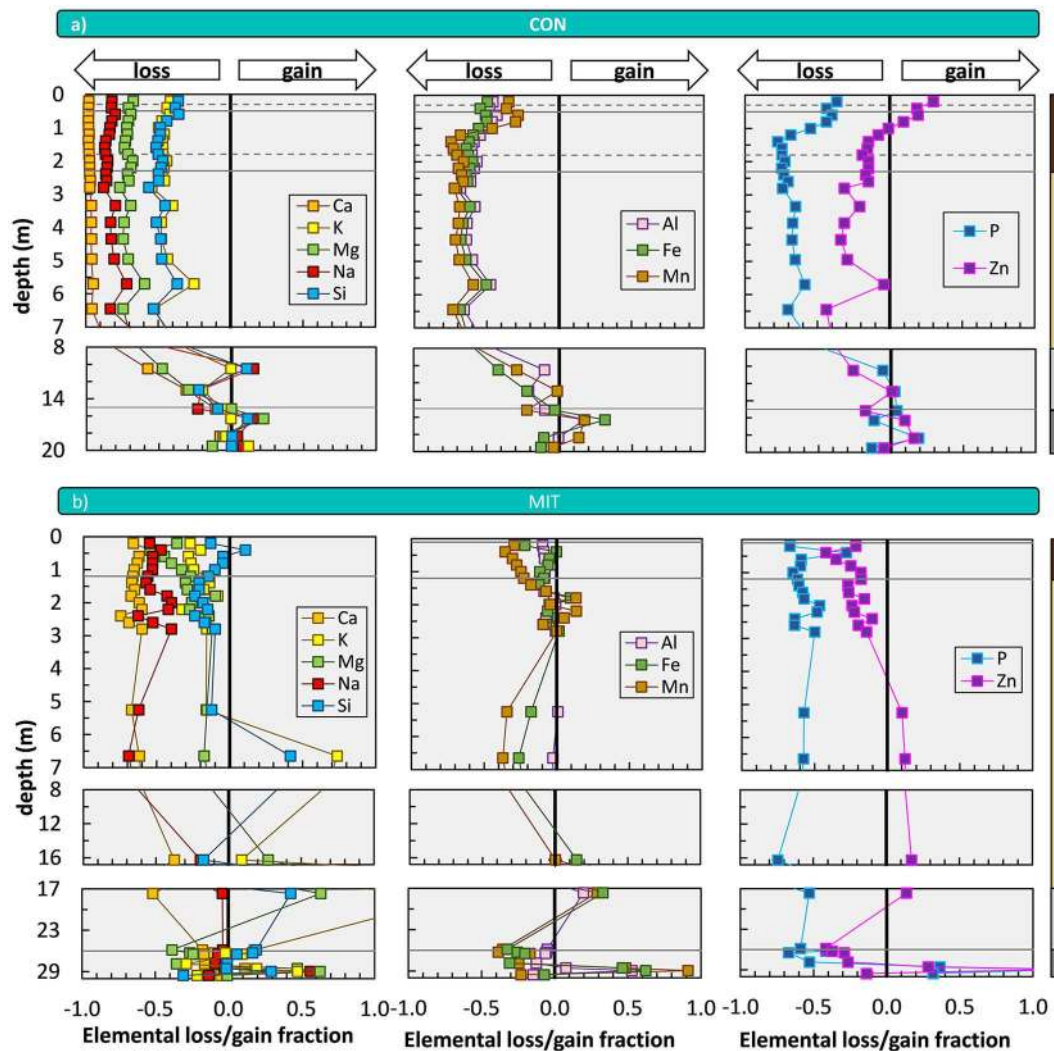 a)
CON
loss gain loss gain loss gain
0
1
2
3
4
5
6
7
depth (m)
Ca
K
Mg
Na
Si
Al
Fe
Mn
P
Zn
8
14
20
b)
MIT
0
1
2
3
4
5
6
7
depth (m)
Ca
K
Mg
Na
Si
Al
Fe
Mn
P
Zn
8
12
16
17
23
29
-1.0 -0.5 0.0 0.5 1.0 -1.0 -0.5 0.0 0.5 1.0 -1.0 -0.5 0.0 0.5 1.0
Elemental loss/gain fraction Elemental loss/gain fraction Elemental loss/gain fraction